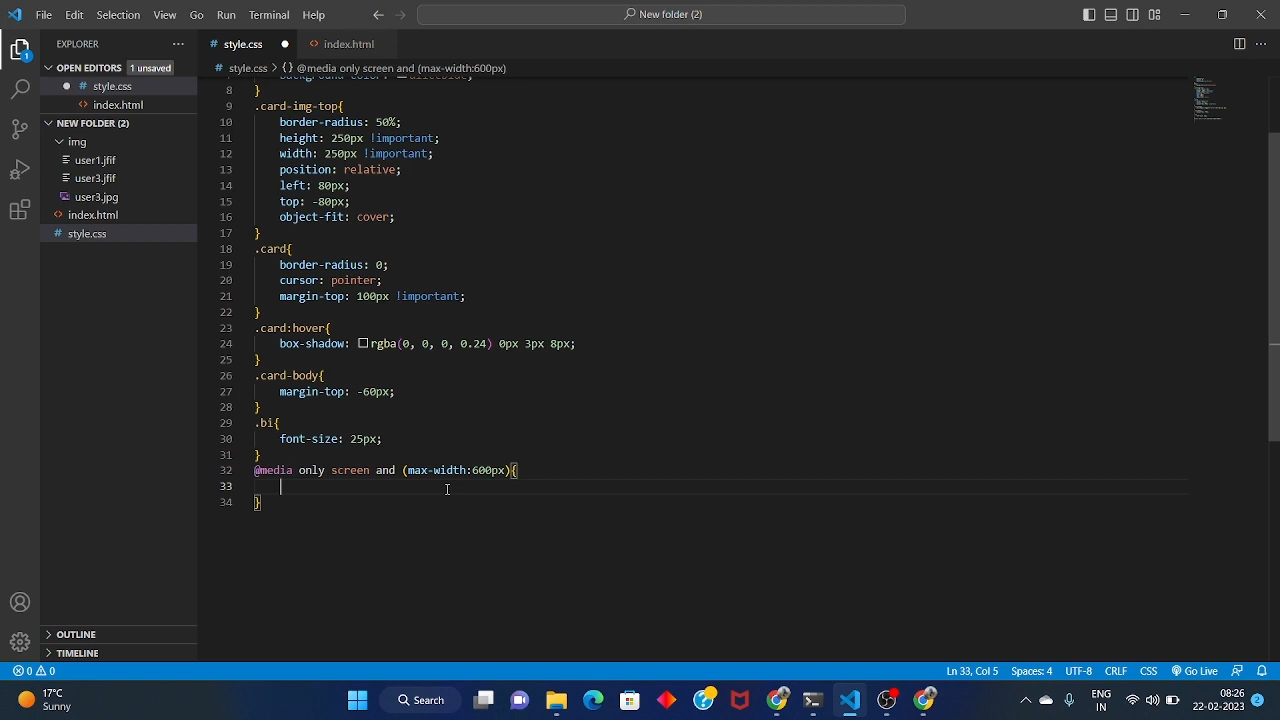 File Edit Selection View Go Run Terminal Help New folder (2)
EXPLORER
OPEN EDITORS 1 unsaved
# style.css
<> index.html
NEW FOLDER (2)
img
user1.jfif
user3.jfif
user3.jpg
<> index.html
# style.css
OUTLINE
TIMELINE
# style.css <> index.html
# style.css > {} @media only screen and (max-width:600px)
8 }
9 .card-img-top{
10 border-radius: 50%;
11 height: 250px !important;
12 width: 250px !important;
13 position: relative;
14 left: 80px;
15 top: -80px;
16 object-fit: cover;
17 }
18 .card{
19 border-radius: 0;
20 cursor: pointer;
21 margin-top: 100px !important;
22 }
23 .card:hover{
24 box-shadow: rgba(0, 0, 0, 0.24) 0px 3px 8px;
25 }
26 .card-body{
27 margin-top: -60px;
28 }
29 .bi{
30 font-size: 25px;
31 }
32 @media only screen and (max-width:600px){
33
34 }
0 0 Ln 33, Col 5 Spaces: 4 UTF-8 CRLF CSS Go Live
17°C
Sunny
Search
ENG
IN
08:26
22-02-2023
2